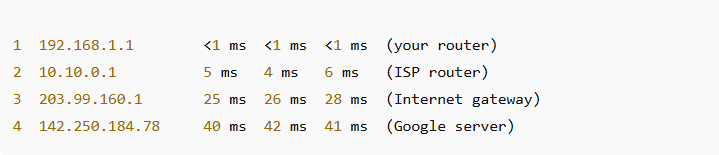 1 192.168.1.1 <1 ms <1 ms <1 ms (your router)
2 10.10.0.1 5 ms 4 ms 6 ms (ISP router)
3 203.99.160.1 25 ms 26 ms 28 ms (Internet gateway)
4 142.250.184.78 40 ms 42 ms 41 ms (Google server)